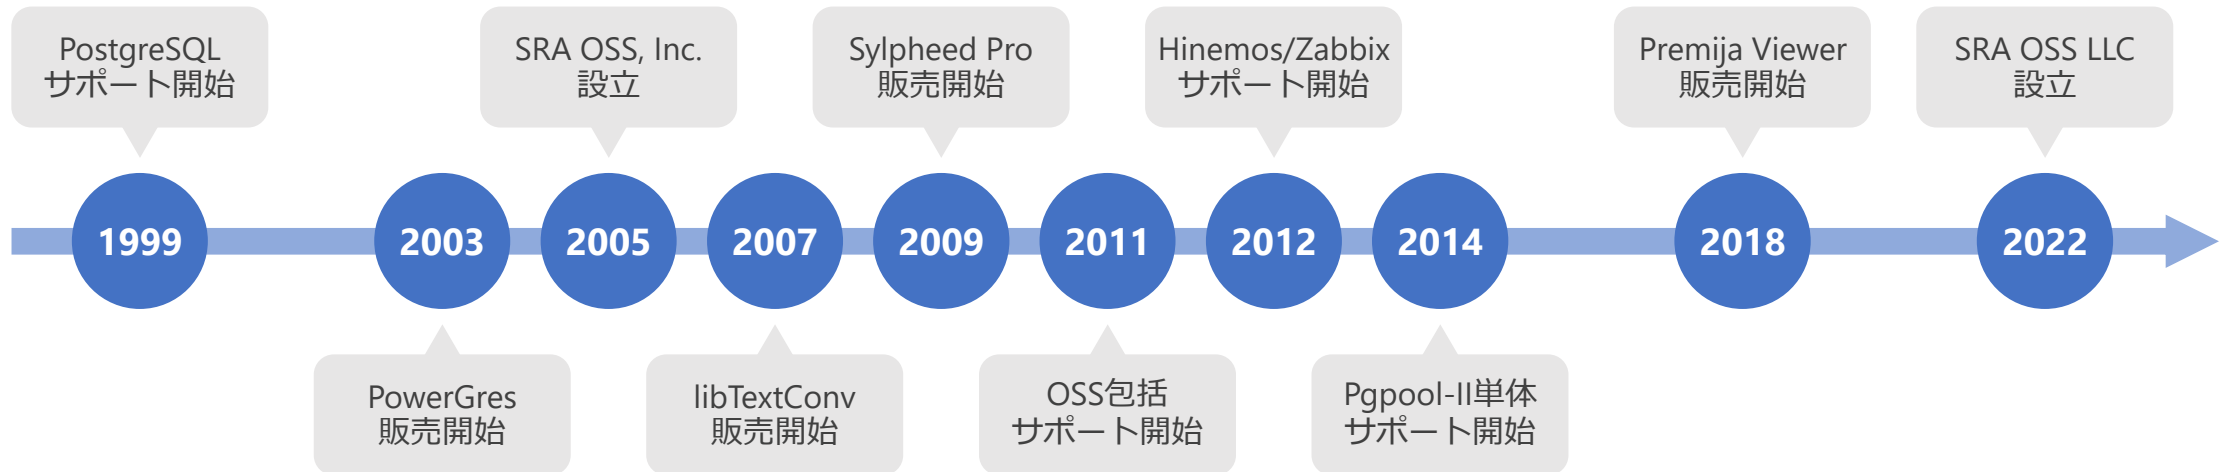 PostgreSQL
サポート開始
SRA OSS, Inc.
設立
Sylpheed Pro
販売開始
Hinemos/Zabbix
サポート開始
Premija Viewer
販売開始
SRA OSS LLC
設立
1999
2003
2005
2007
2009
2011
2012
2014
2018
2022
PowerGres
販売開始
libTextConv
販売開始
OSS包括
サポート開始
Pgpool-II単体
サポート開始